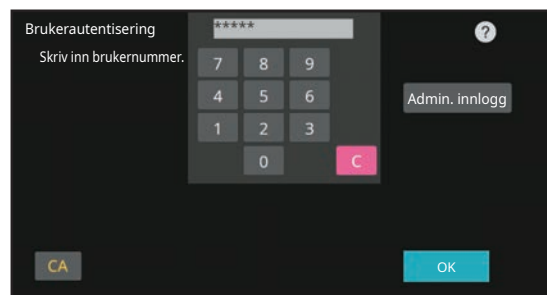 Brukerautentisering
*****
?
Skriv inn brukernummer.
7 8 9
4 5 6
Admin. innlogg
1 2 3
0 C
CA
OK